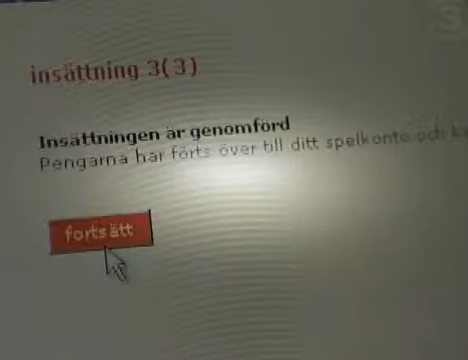 insättning 3(3)
Insättningen är genomförd
Pengarna har förts över till ditt spelkonto och
fortsätt